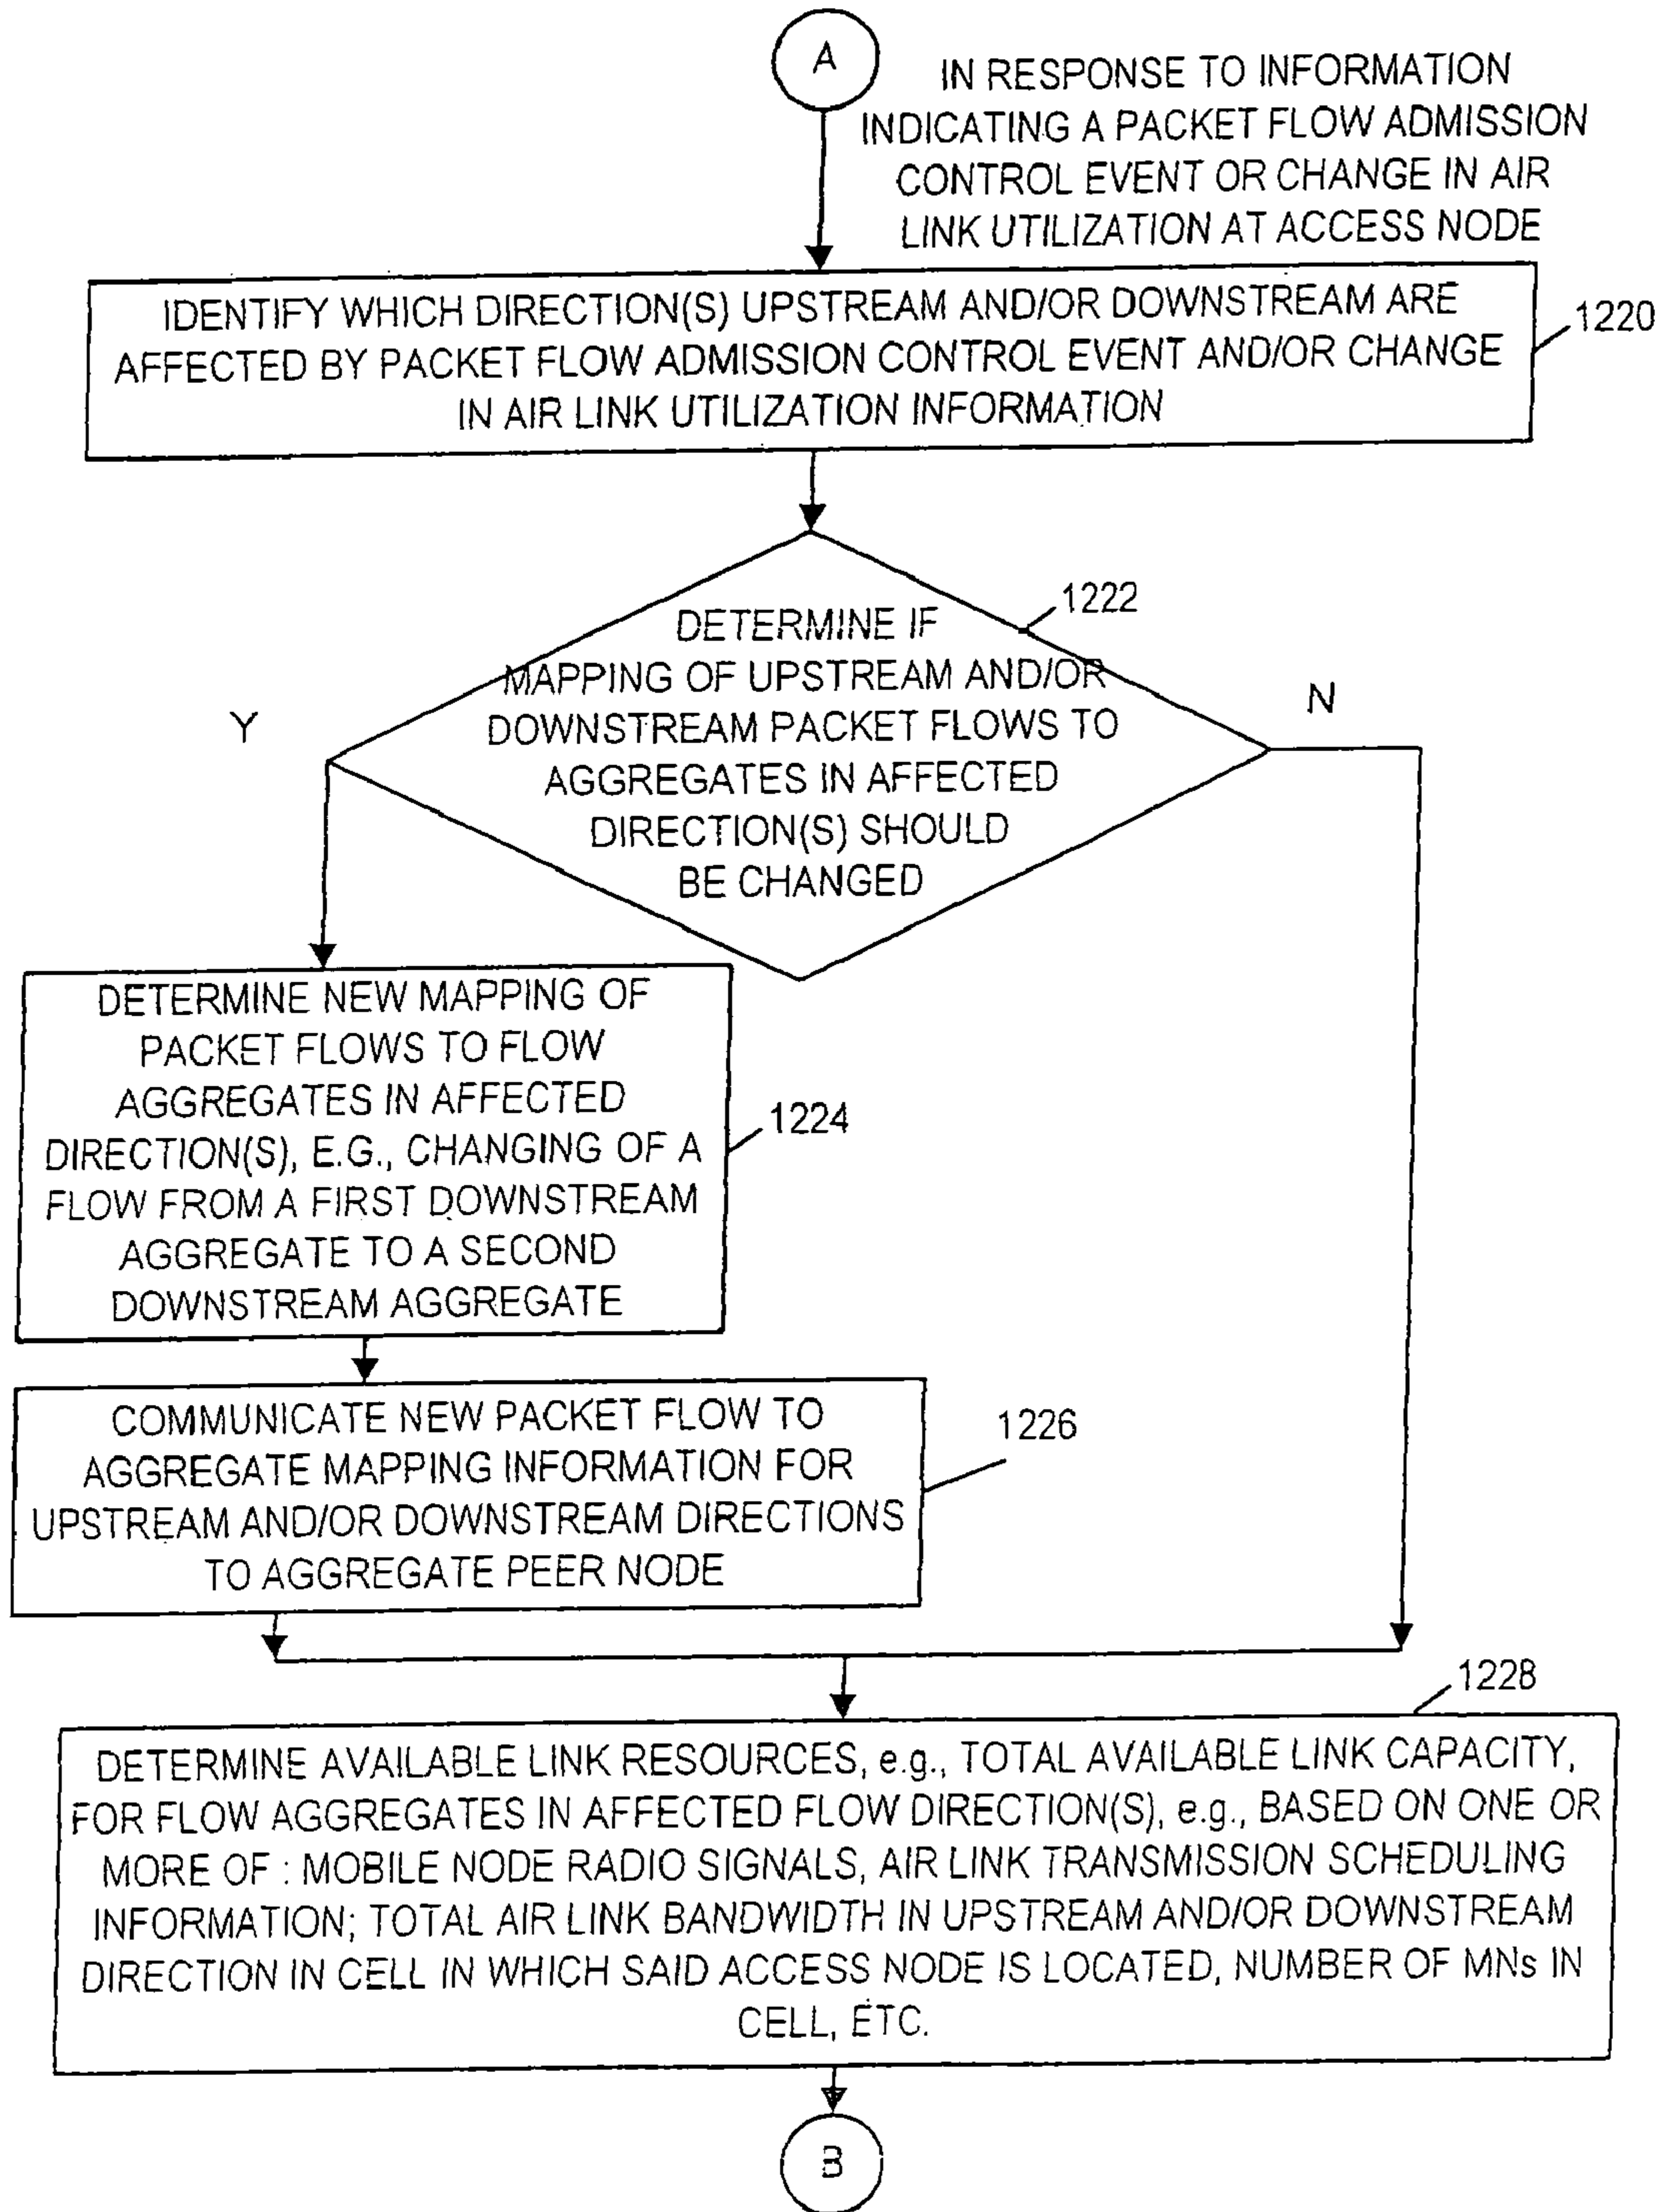 A
IN RESPONSE TO INFORMATION
INDICATING A PACKET FLOW ADMISSION
CONTROL EVENT OR CHANGE IN AIR
LINK UTILIZATION AT ACCESS NODE
IDENTIFY WHICH DIRECTION(S) UPSTREAM AND/OR DOWNSTREAM ARE
AFFECTED BY PACKET FLOW ADMISSION CONTROL EVENT AND/OR CHANGE
IN AIR LINK UTILIZATION INFORMATION
1220
1222
DETERMINE IF
MAPPING OF UPSTREAM AND/OR
DOWNSTREAM PACKET FLOWS TO
AGGREGATES IN AFFECTED
DIRECTION(S) SHOULD
BE CHANGED
Y
N
DETERMINE NEW MAPPING OF
PACKET FLOWS TO FLOW
AGGREGATES IN AFFECTED
DIRECTION(S), E.G., CHANGING OF A
FLOW FROM A FIRST DOWNSTREAM
AGGREGATE TO A SECOND
DOWNSTREAM AGGREGATE
1224
COMMUNICATE NEW PACKET FLOW TO
AGGREGATE MAPPING INFORMATION FOR
UPSTREAM AND/OR DOWNSTREAM DIRECTIONS
TO AGGREGATE PEER NODE
1226
1228
DETERMINE AVAILABLE LINK RESOURCES, e.g., TOTAL AVAILABLE LINK CAPACITY,
FOR FLOW AGGREGATES IN AFFECTED FLOW DIRECTION(S), e.g., BASED ON ONE OR
MORE OF : MOBILE NODE RADIO SIGNALS, AIR LINK TRANSMISSION SCHEDULING
INFORMATION; TOTAL AIR LINK BANDWIDTH IN UPSTREAM AND/OR DOWNSTREAM
DIRECTION IN CELL IN WHICH SAID ACCESS NODE IS LOCATED, NUMBER OF MNs IN
CELL, ETC.
B